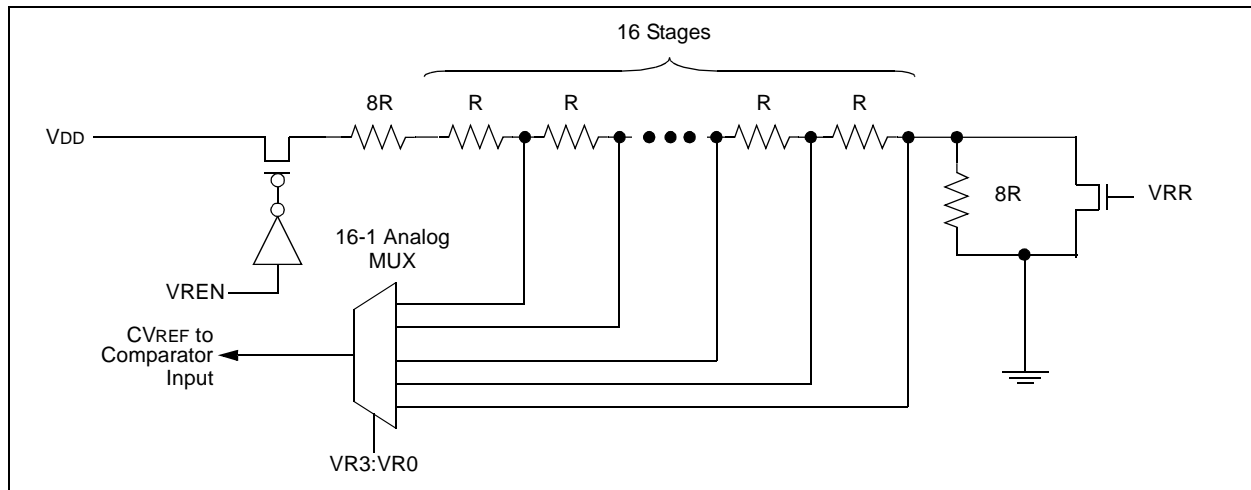 16 Stages
8R
R
R
R
R
VDD
8R
VRR
16-1 Analog
MUX
VREN
CVREF to
Comparator
Input
VR3:VR0